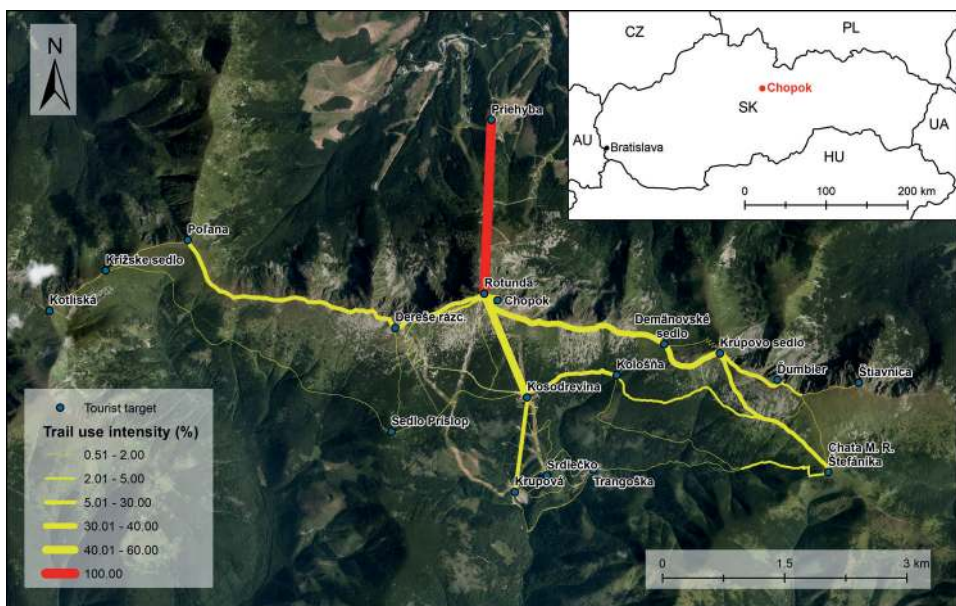 N
CZ
PL
Chopok
SK
AU
UA
Bratislava
HU
0 100 200 km
Priehyba
Poľana
Križske sedlo
Kotliská
Rotunda
Chopok
Dereše rázc.
Demänovské
sedlo
Krupovo sedlo
Kološňa
Ďumbier
Štiavnica
Kosodrevina
Sedlo Príslop
Chata M. R.
Štefánika
Srdiečko
Krupová
Trangoška
Tourist target
Trail use intensity (%)
0.51 - 2.00
2.01 - 5.00
5.01 - 30.00
30.01 - 40.00
40.01 - 60.00
100.00
0 1.5 3 km